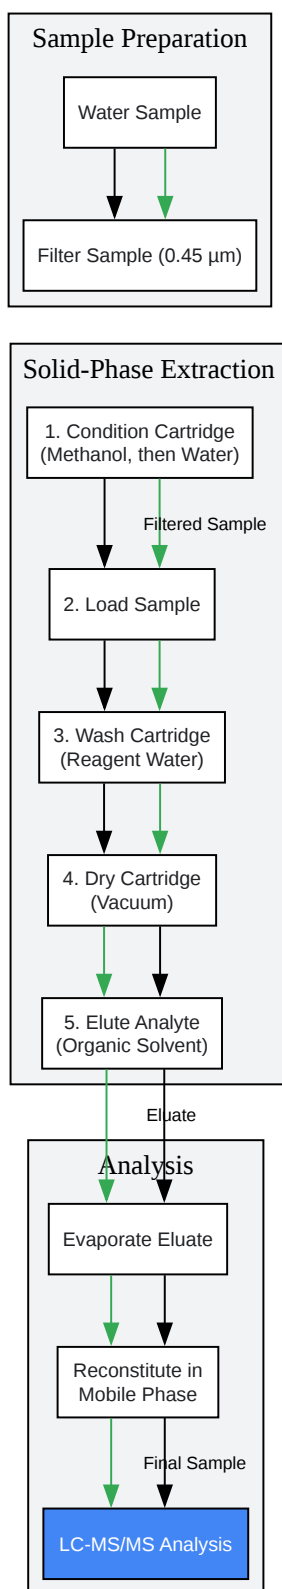 Sample Preparation
Water Sample
Filter Sample (0.45 µm)
Solid-Phase Extraction
1. Condition Cartridge
(Methanol, then Water)
Filtered Sample
2. Load Sample
3. Wash Cartridge
(Reagent Water)
4. Dry Cartridge
(Vacuum)
5. Elute Analyte
(Organic Solvent)
Eluate
Analysis
Evaporate Eluate
Reconstitute in
Mobile Phase
Final Sample
LC-MS/MS Analysis